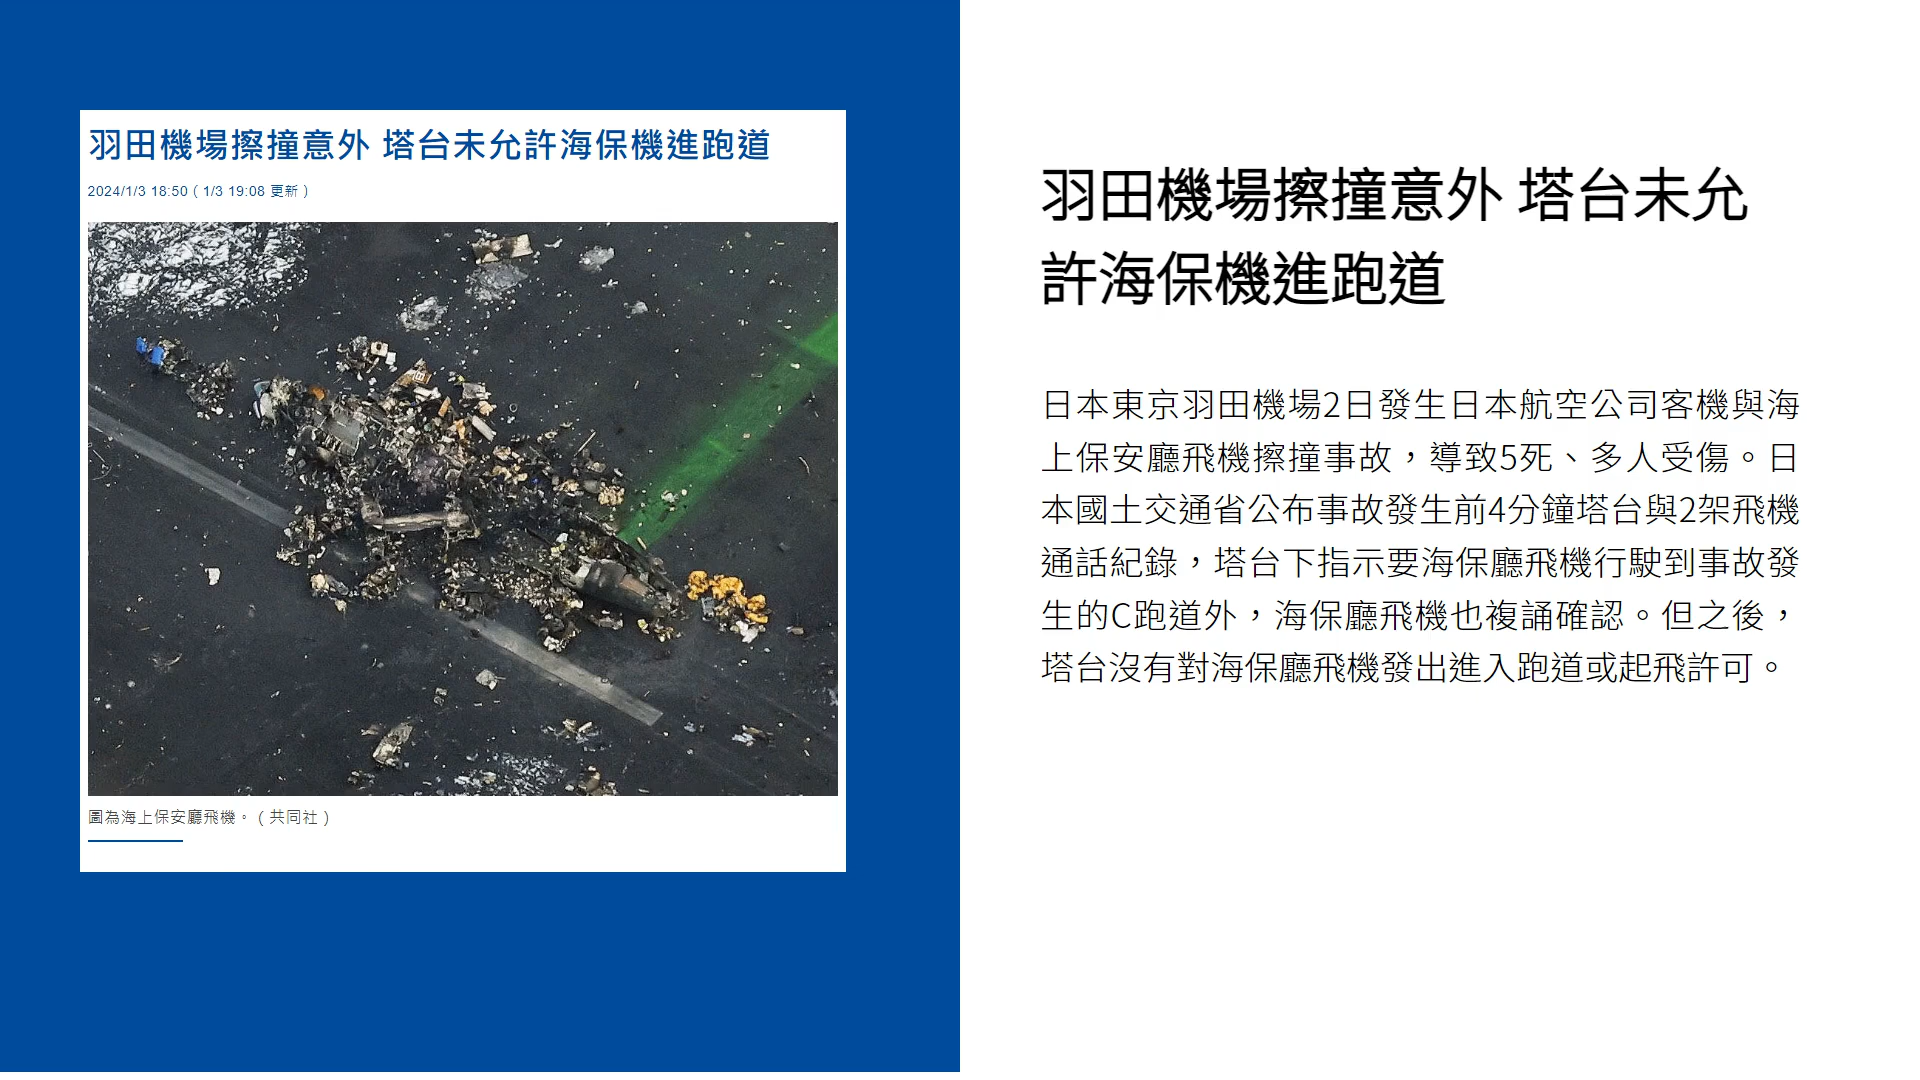 羽田機場擦撞意外 塔台未允許海保機進跑道
2024/1/3 18:50 ( 1/3 19:08 更新 )
圖為海上保安廳飛機。 ( 共同社 )
羽田機場擦撞意外 塔台未允
許海保機進跑道
日本東京羽田機場2日發生日本航空公司客機與海
上保安廳飛機擦撞事故，導致5死、多人受傷。日
本國土交通省公布事故發生前4分鐘塔台與2架飛機
通話紀錄，塔台下指示要海保廳飛機行駛到事故發
生的C跑道外，海保廳飛機也複誦確認。但之後，
塔台沒有對海保廳飛機發出進入跑道或起飛許可。